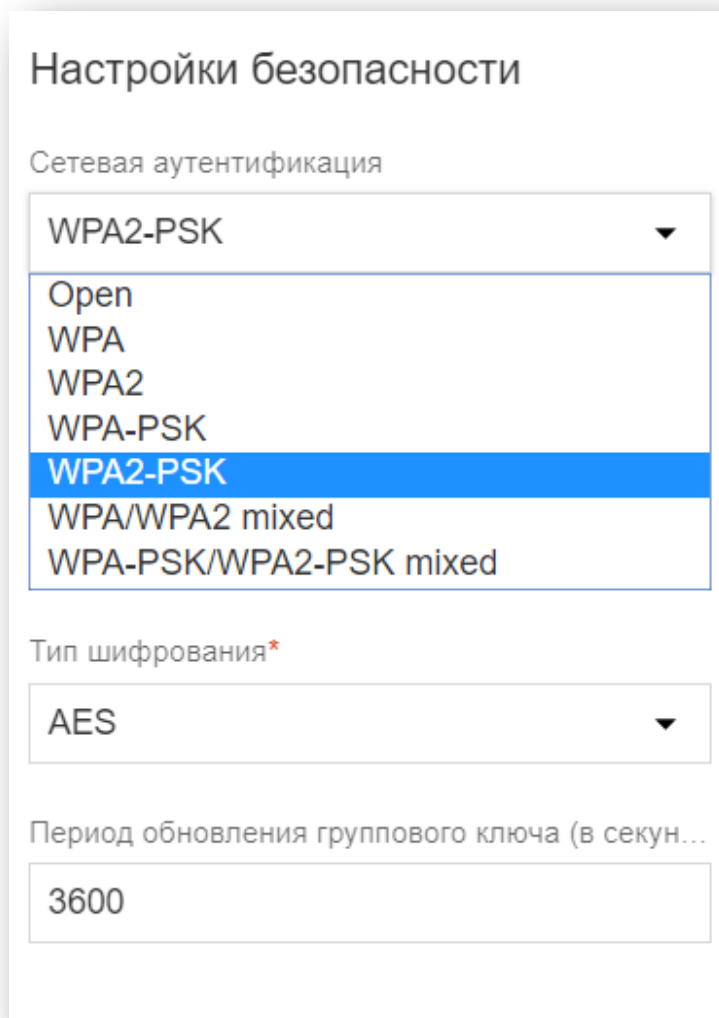 Настройки безопасности
Сетевая аутентификация
WPA2-PSK
Open
WPA
WPA2
WPA-PSK
WPA2-PSK
WPA/WPA2 mixed
WPA-PSK/WPA2-PSK mixed
Тип шифрования*
AES
Период обновления группового ключа (в секун...
3600